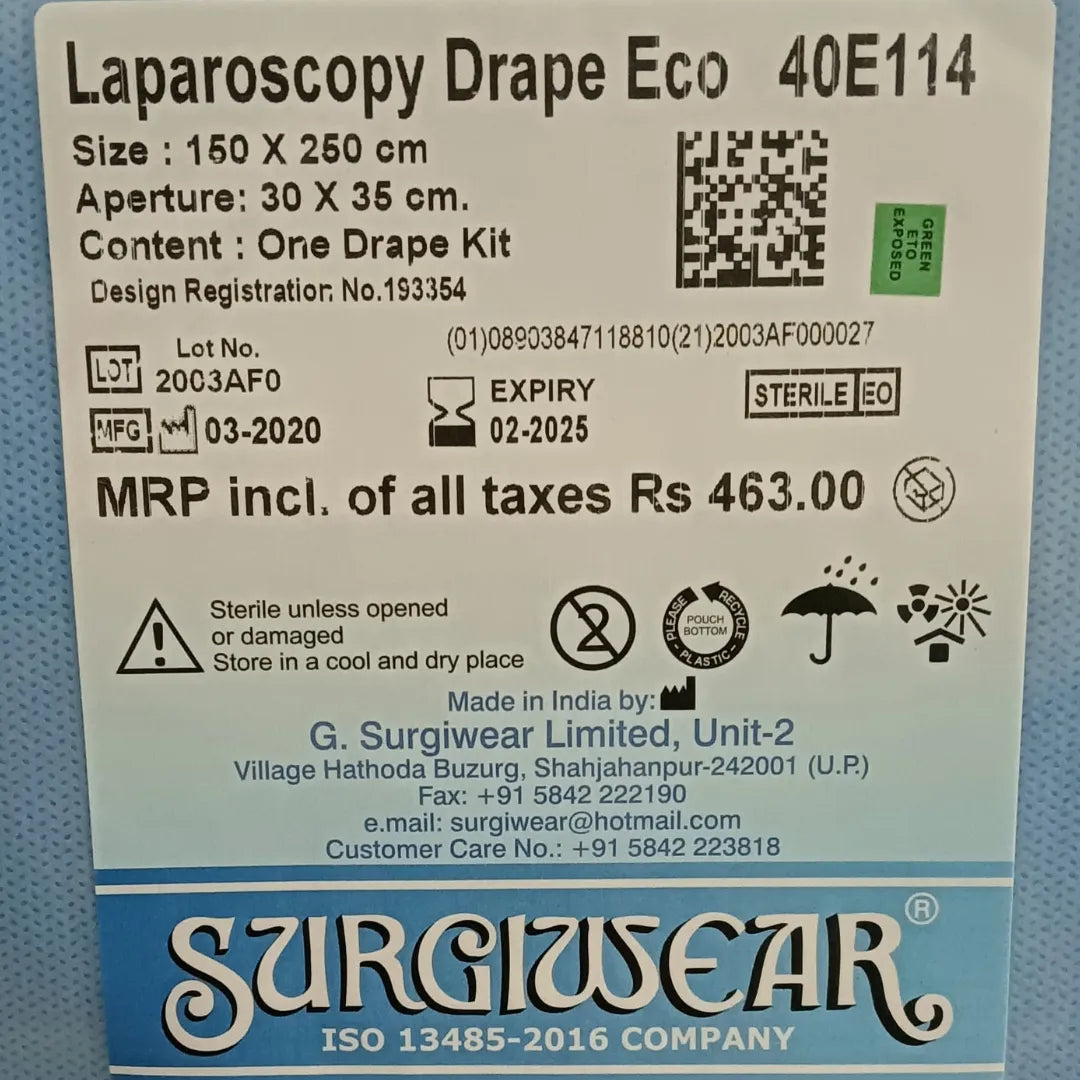 Laparoscopy Drape Eco 40E114
Size : 150 X 250 cm
Aperture: 30 X 35 cm.
Content : One Drape Kit
Design Registration No.193354
GREEN
ETO
EXPOSED
(01)08903847118810(21)2003AF000027
LOT
Lot No.
2003AF0
MFG 03-2020
EXPIRY
02-2025
STERILE EO
MRP incl. of all taxes Rs 463.00
Sterile unless opened
or damaged
Store in a cool and dry place
2
PLEASE RECYCLE
POUCH
BOTTOM
- PLASTIC -
Made in India by:
G. Surgiwear Limited, Unit-2
Village Hathoda Buzurg, Shahjahanpur-242001 (U.P.)
Fax: +91 5842 222190
e.mail: surgiwear@hotmail.com
Customer Care No.: +91 5842 223818
SURGIWEAR®
ISO 13485-2016 COMPANY